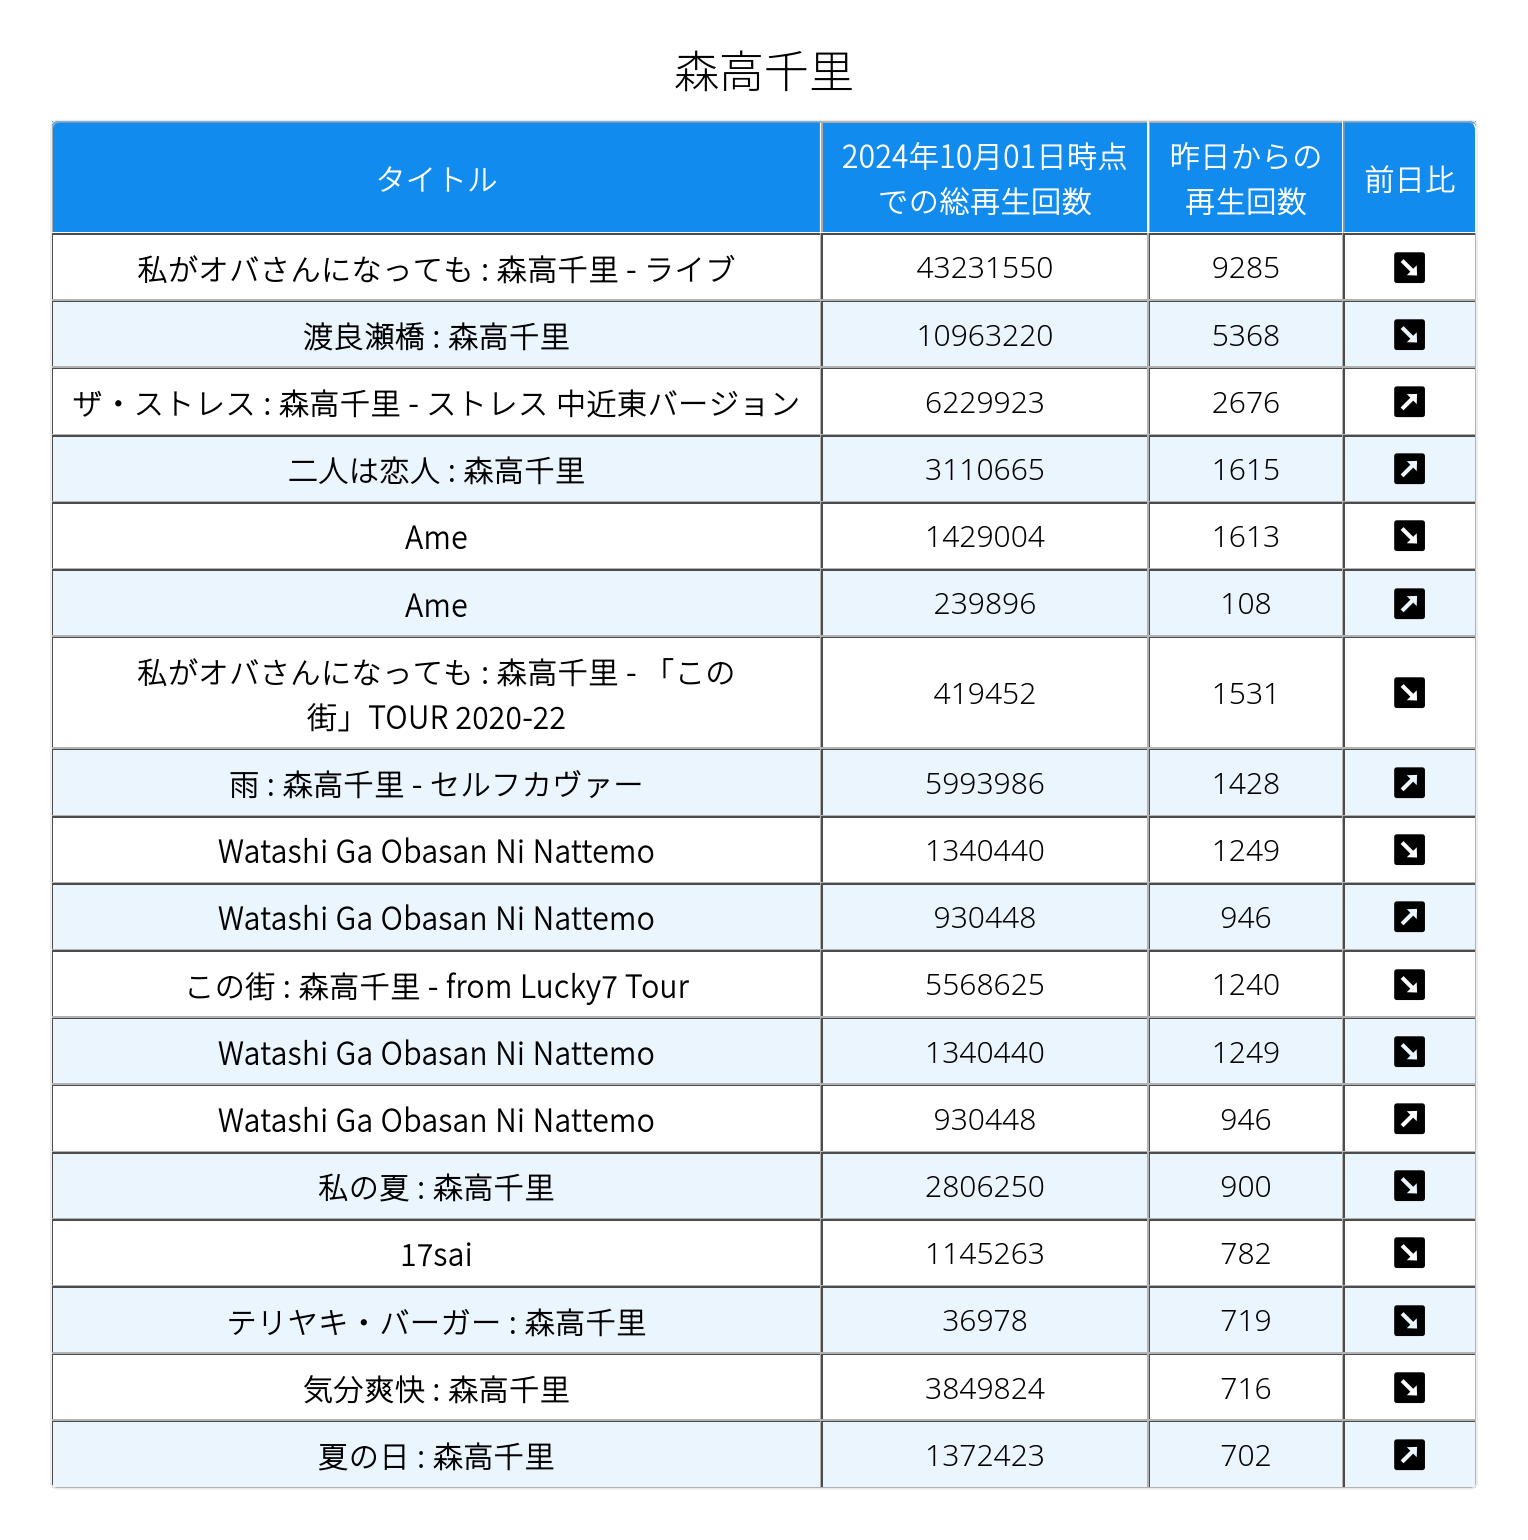 森高千里
タイトル 2024年10月01日時点での総再生回数 昨日からの再生回数 前日比
私がオバさんになっても : 森高千里 - ライブ 43231550 9285 ↘
渡良瀬橋 : 森高千里 10963220 5368 ↘
ザ・ストレス : 森高千里 - ストレス 中近東バージョン 6229923 2676 ↗
二人は恋人 : 森高千里 3110665 1615 ↗
Ame 1429004 1613 ↘
Ame 239896 108 ↗
私がオバさんになっても : 森高千里 - 「この街」TOUR 2020-22 419452 1531 ↘
雨 : 森高千里 - セルフカヴァー 5993986 1428 ↗
Watashi Ga Obasan Ni Nattemo 1340440 1249 ↘
Watashi Ga Obasan Ni Nattemo 930448 946 ↗
この街 : 森高千里 - from Lucky7 Tour 5568625 1240 ↘
Watashi Ga Obasan Ni Nattemo 1340440 1249 ↘
Watashi Ga Obasan Ni Nattemo 930448 946 ↗
私の夏 : 森高千里 2806250 900 ↘
17sai 1145263 782 ↘
テリヤキ・バーガー : 森高千里 36978 719 ↘
気分爽快 : 森高千里 3849824 716 ↘
夏の日 : 森高千里 1372423 702 ↗